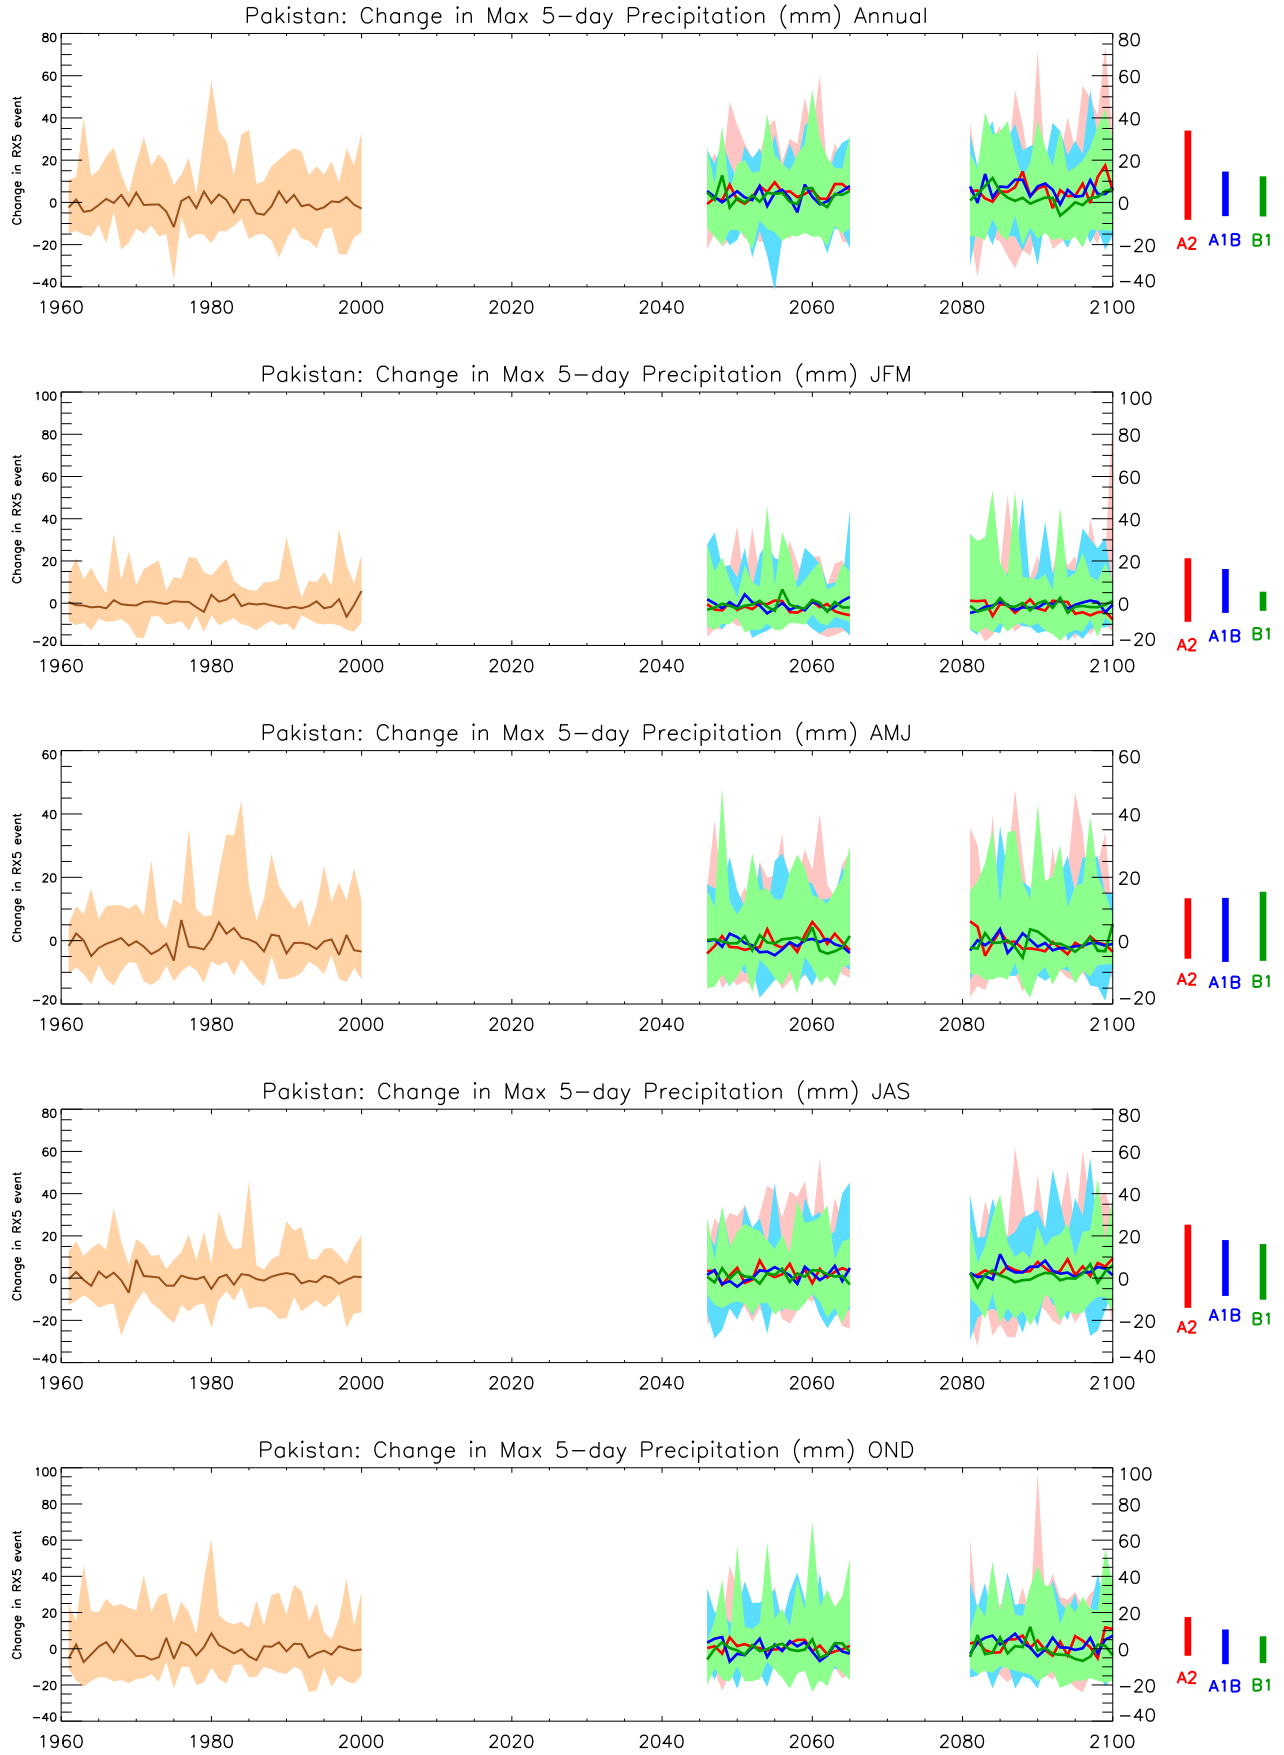 Pakistan: Change in Max 5-day Precipitation (mm) Annual
80 80
60 60
40 40
20 20
0 0
-20 -20
-40 -40
Change in RX5 event
A2 A1B B1
1960 1980 2000 2020 2040 2060 2080 2100
Pakistan: Change in Max 5-day Precipitation (mm) JFM
100 100
80 80
60 60
40 40
20 20
0 0
-20 -20
Change in RX5 event
A2 A1B B1
1960 1980 2000 2020 2040 2060 2080 2100
Pakistan: Change in Max 5-day Precipitation (mm) AMJ
60 60
40 40
20 20
0 0
-20 -20
Change in RX5 event
A2 A1B B1
1960 1980 2000 2020 2040 2060 2080 2100
Pakistan: Change in Max 5-day Precipitation (mm) JAS
80 80
60 60
40 40
20 20
0 0
-20 -20
-40 -40
Change in RX5 event
A2 A1B B1
1960 1980 2000 2020 2040 2060 2080 2100
Pakistan: Change in Max 5-day Precipitation (mm) OND
100 100
80 80
60 60
40 40
20 20
0 0
-20 -20
-40 -40
Change in RX5 event
A2 A1B B1
1960 1980 2000 2020 2040 2060 2080 2100